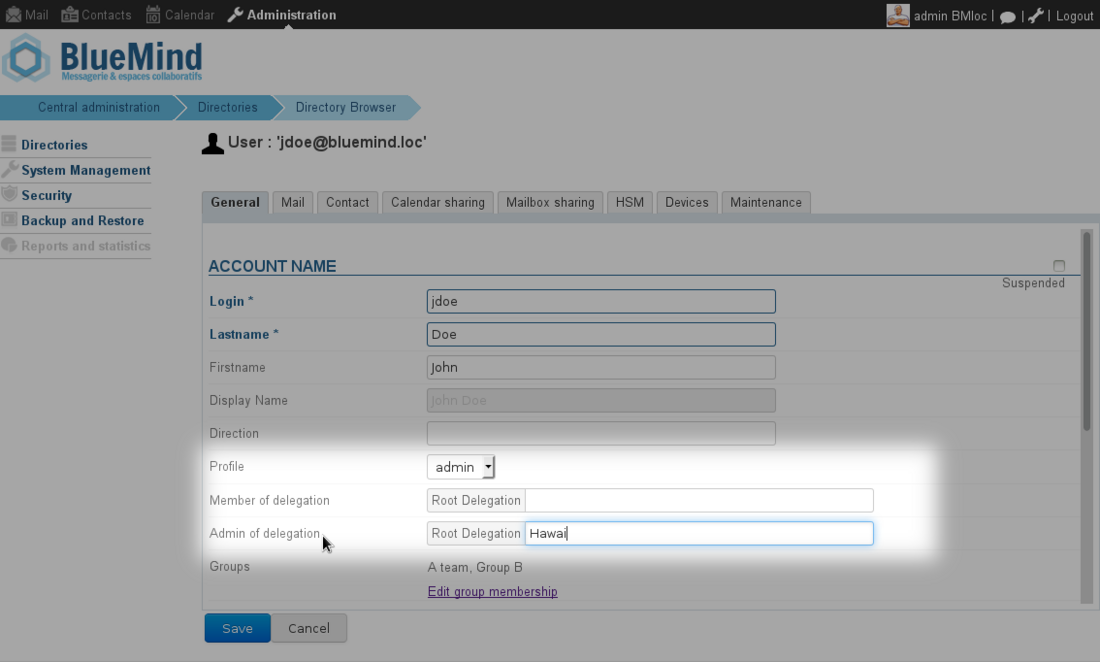 Mail Contacts Calendar Administration admin BMloc | | | Logout
BlueMind
Messagerie & espaces collaboratifs
Central administration Directories Directory Browser
Directories
System Management
Security
Backup and Restore
Reports and statistics
User : 'jdoe@bluemind.loc'
General Mail Contact Calendar sharing Mailbox sharing HSM Devices Maintenance
ACCOUNT NAME
Suspended
Login * jdoe
Lastname * Doe
Firstname John
Display Name John Doe
Direction
Profile admin
Member of delegation Root Delegation
Admin of delegation Root Delegation Hawai
Groups A team, Group B
Edit group membership
Save Cancel